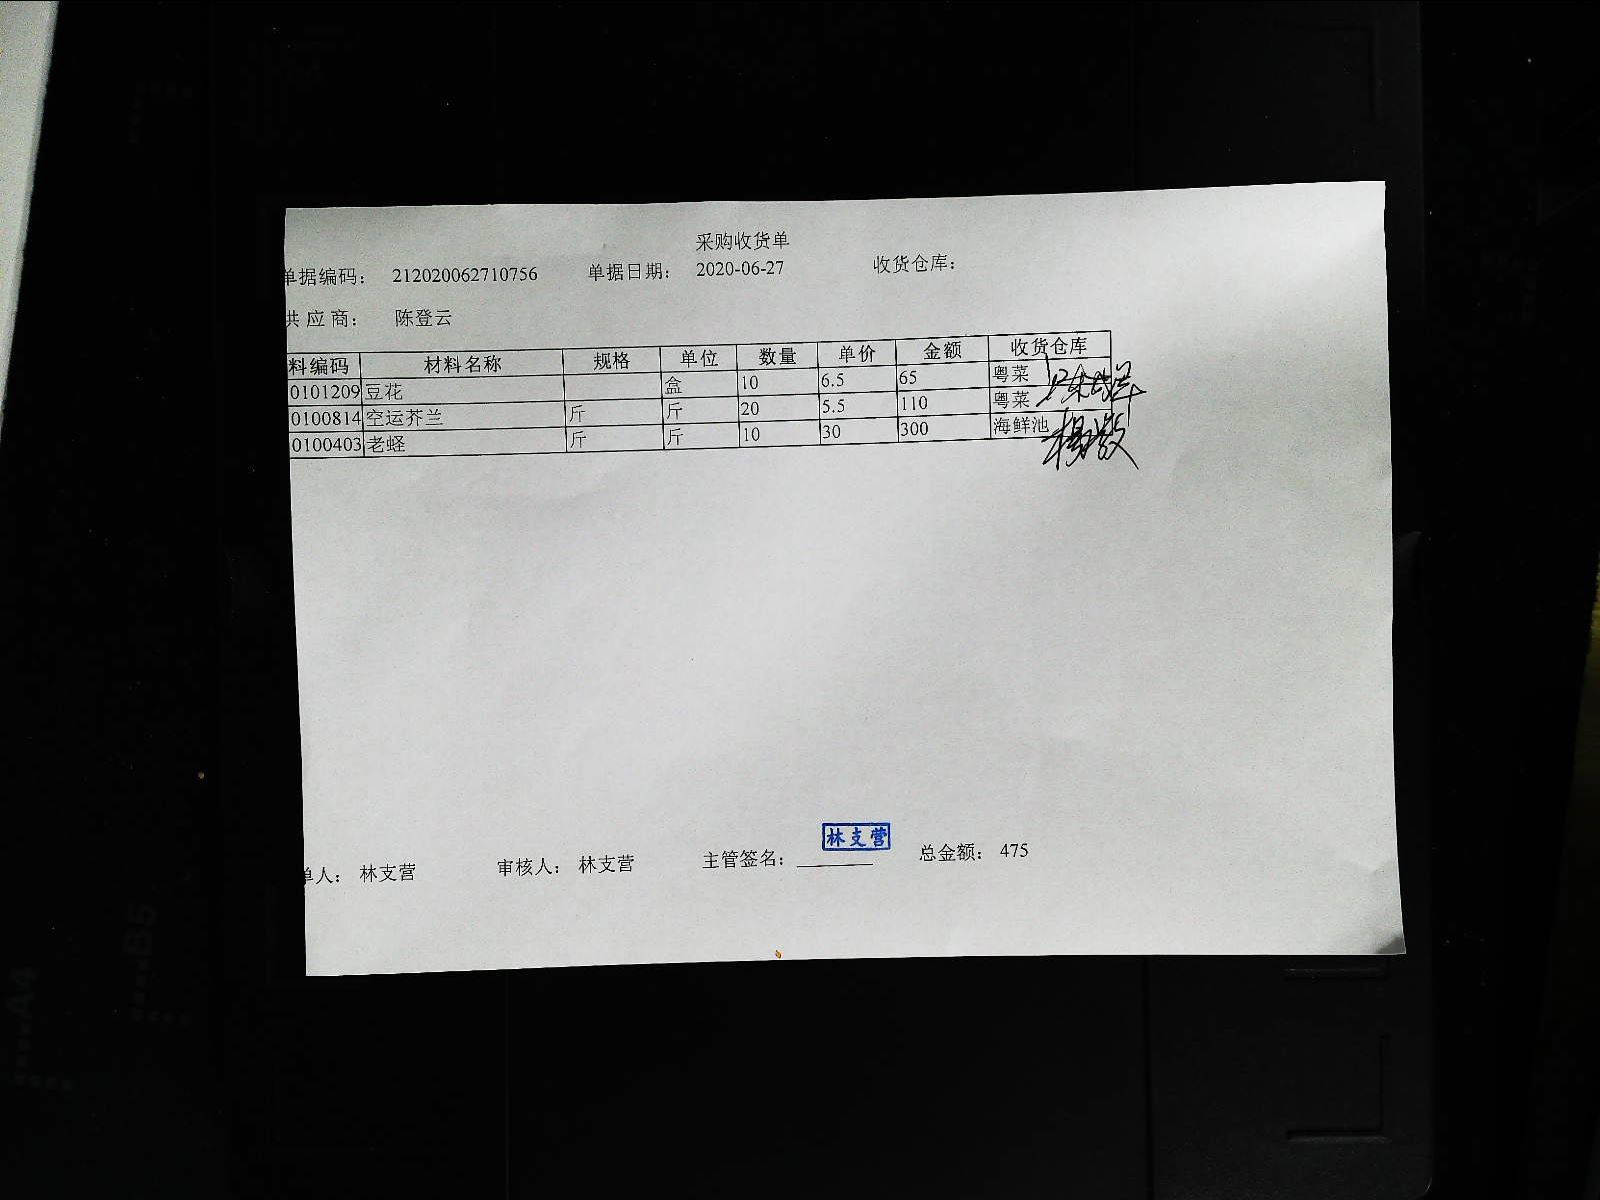 采购收货单
单据编码： 212020062710756 单据日期： 2020-06-27 收货仓库：
供应商： 陈登云
料编码 材料名称 规格 单位 数量 单价 金额 收货仓库
0101209 豆花 盒 10 6.5 65 粤菜
0100814 空运芥兰 斤 斤 20 5.5 110 粤菜
0100403 老蛏 斤 斤 10 30 300 海鲜池
林支营
单人： 林支营 审核人： 林支营 主管签名： 总金额： 475
B5
A4